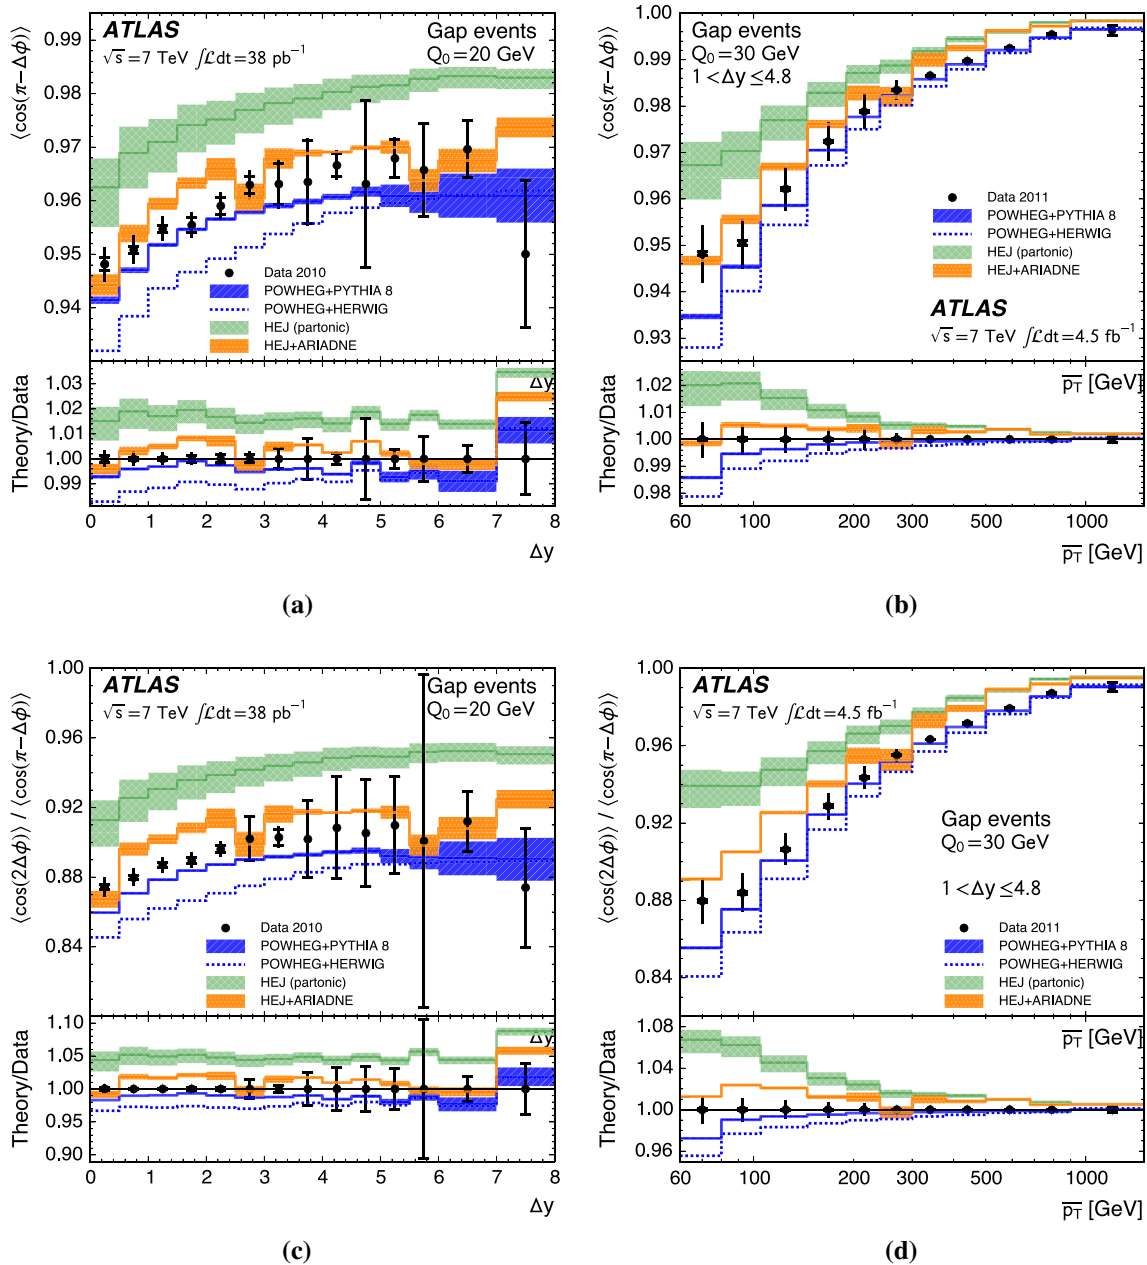 ATLAS
√s = 7 TeV ∫ℒdt = 38 pb⁻¹
Gap events
Q₀ = 20 GeV
⟨cos(π−Δϕ)⟩
0.99
0.98
0.97
0.96
0.95
0.94
Data 2010
POWHEG+PYTHIA 8
POWHEG+HERWIG
HEJ (partonic)
HEJ+ARIADNE
Δy
Theory/Data
1.03
1.02
1.01
1.00
0.99
0 1 2 3 4 5 6 7 8
Δy
(a)
Gap events
Q₀ = 30 GeV
1 < Δy ≤ 4.8
⟨cos(π−Δϕ)⟩
1.00
0.99
0.98
0.97
0.96
0.95
0.94
0.93
Data 2011
POWHEG+PYTHIA 8
POWHEG+HERWIG
HEJ (partonic)
HEJ+ARIADNE
ATLAS
√s = 7 TeV ∫ℒdt = 4.5 fb⁻¹
p̅T̅ [GeV]
Theory/Data
1.02
1.01
1.00
0.99
0.98
60 100 200 300 500 1000
p̅T̅ [GeV]
(b)
ATLAS
√s = 7 TeV ∫ℒdt = 38 pb⁻¹
Gap events
Q₀ = 20 GeV
⟨cos(2Δϕ)⟩ / ⟨cos(π−Δϕ)⟩
1.00
0.96
0.92
0.88
0.84
Data 2010
POWHEG+PYTHIA 8
POWHEG+HERWIG
HEJ (partonic)
HEJ+ARIADNE
Δy
Theory/Data
1.10
1.05
1.00
0.95
0.90
0 1 2 3 4 5 6 7 8
Δy
(c)
ATLAS
√s = 7 TeV ∫ℒdt = 4.5 fb⁻¹
⟨cos(2Δϕ)⟩ / ⟨cos(π−Δϕ)⟩
1.00
0.96
0.92
0.88
0.84
Gap events
Q₀ = 30 GeV
1 < Δy ≤ 4.8
Data 2011
POWHEG+PYTHIA 8
POWHEG+HERWIG
HEJ (partonic)
HEJ+ARIADNE
p̅T̅ [GeV]
Theory/Data
1.08
1.04
1.00
0.96
60 100 200 300 500 1000
p̅T̅ [GeV]
(d)